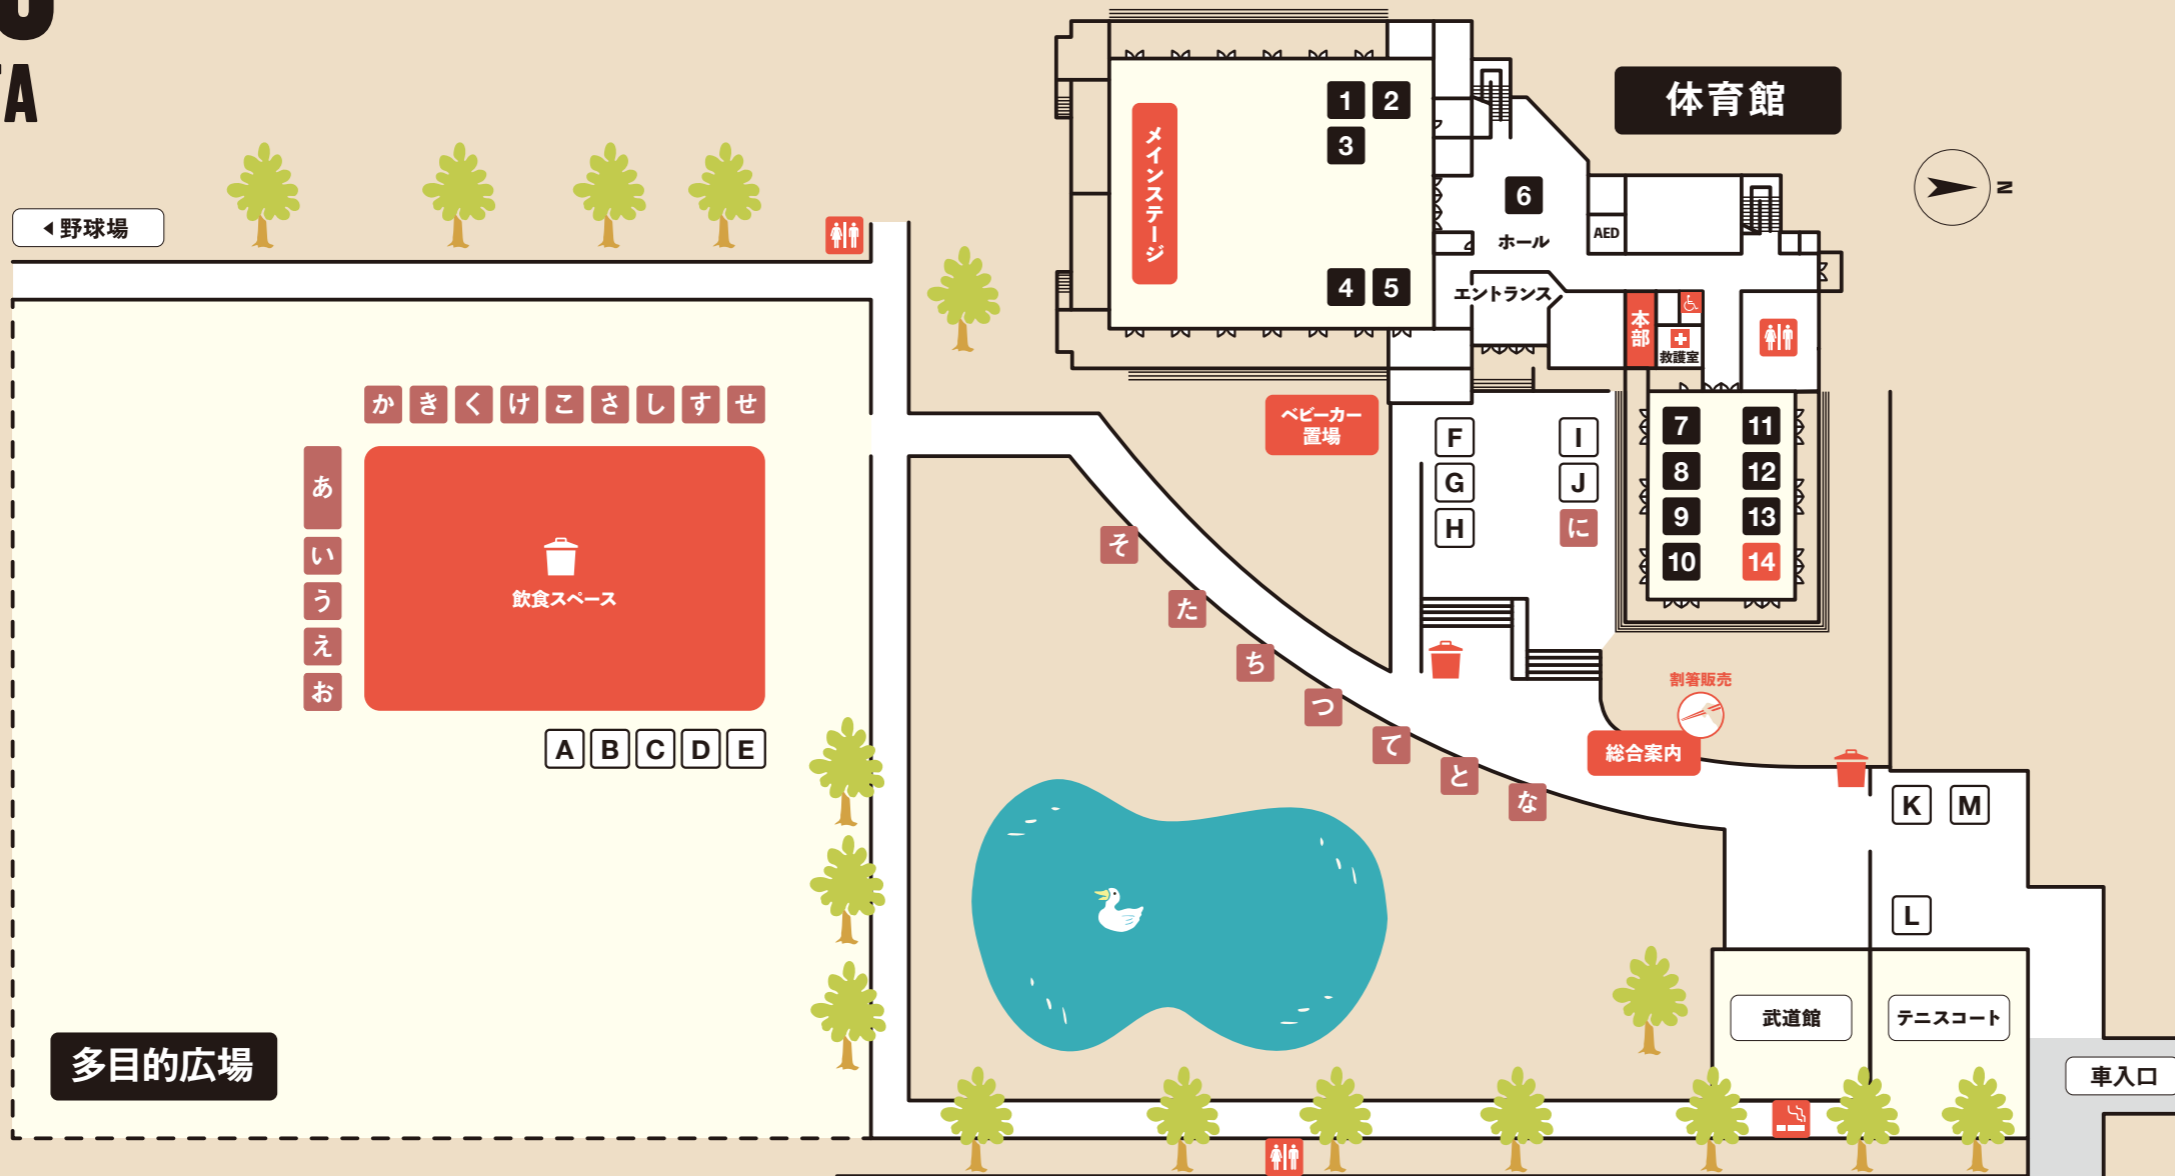 TA
体育館
N
メインステージ
1 2
3
4 5
6
ホール
AED
エントランス
本部
救護室
野球場
ベビーカー
置場
か き く け こ さ し す せ
あ
い
う
え
お
飲食スペース
A B C D E
F
G
H
I
J
に
7 11
8 12
9 13
10 14
そ
た
ち
つ
て
と
な
割箸販売
総合案内
K M
L
武道館
テニスコート
車入口
多目的広場